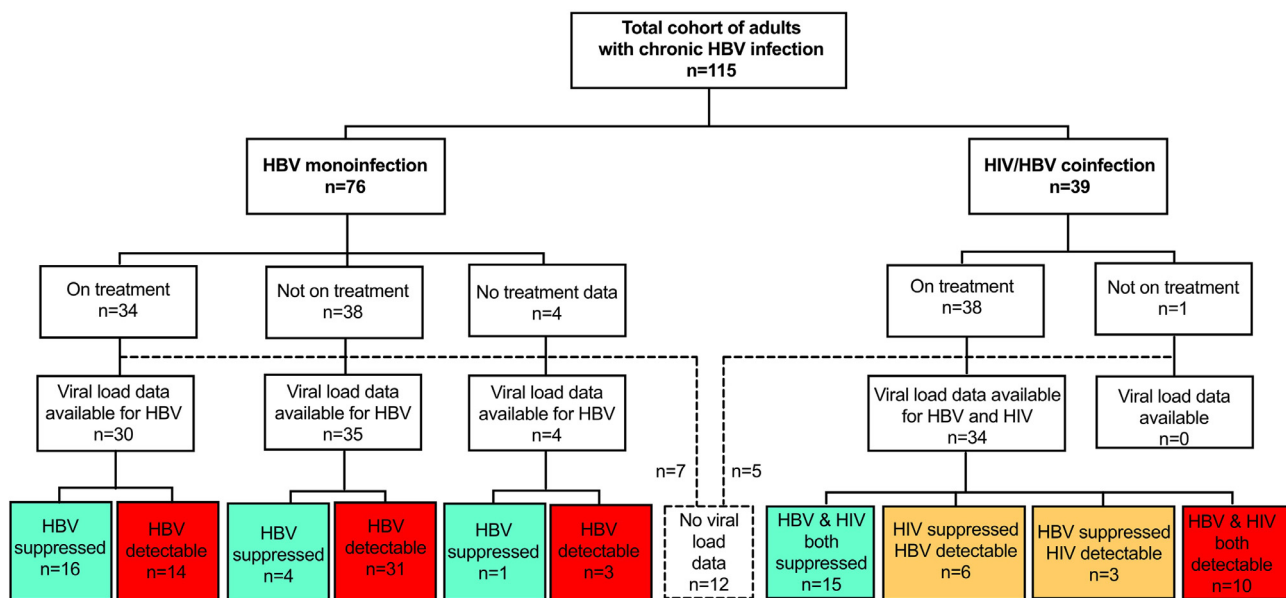 Total cohort of adults
with chronic HBV infection
n=115
HBV monoinfection
n=76
HIV/HBV coinfection
n=39
On treatment
n=34
Not on treatment
n=38
No treatment data
n=4
On treatment
n=38
Not on treatment
n=1
Viral load data
available for HBV
n=30
Viral load data
available for HBV
n=35
Viral load data
available for HBV
n=4
Viral load data available
for HBV and HIV
n=34
Viral load data
available
n=0
n=7
n=5
HBV
suppressed
n=16
HBV
detectable
n=14
HBV
suppressed
n=4
HBV
detectable
n=31
HBV
suppressed
n=1
HBV
detectable
n=3
No viral
load
data
n=12
HBV & HIV
both
suppressed
n=15
HIV suppressed
HBV detectable
n=6
HBV suppressed
HIV detectable
n=3
HBV & HIV
both
detectable
n=10